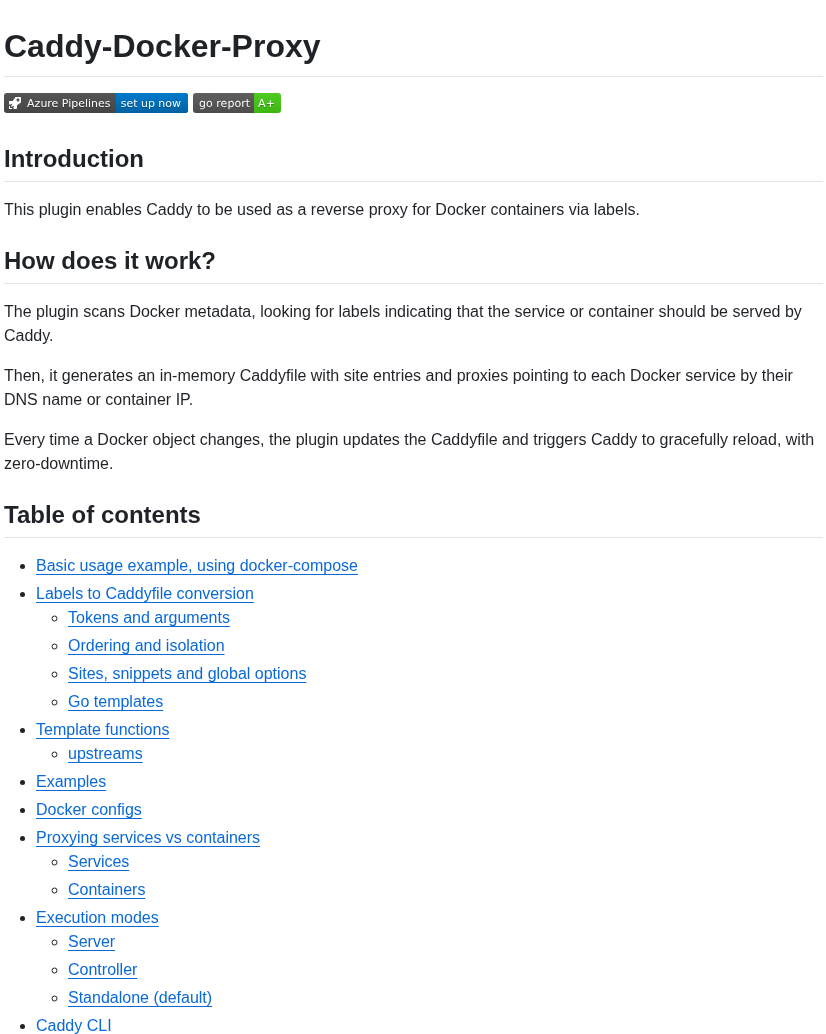 Caddy-Docker-Proxy
Azure Pipelines set up now go report A+
Introduction
This plugin enables Caddy to be used as a reverse proxy for Docker containers via labels.
How does it work?
The plugin scans Docker metadata, looking for labels indicating that the service or container should be served by
Caddy.
Then, it generates an in-memory Caddyfile with site entries and proxies pointing to each Docker service by their
DNS name or container IP.
Every time a Docker object changes, the plugin updates the Caddyfile and triggers Caddy to gracefully reload, with
zero-downtime.
Table of contents
Basic usage example, using docker-compose
Labels to Caddyfile conversion
Tokens and arguments
Ordering and isolation
Sites, snippets and global options
Go templates
Template functions
upstreams
Examples
Docker configs
Proxying services vs containers
Services
Containers
Execution modes
Server
Controller
Standalone (default)
Caddy CLI